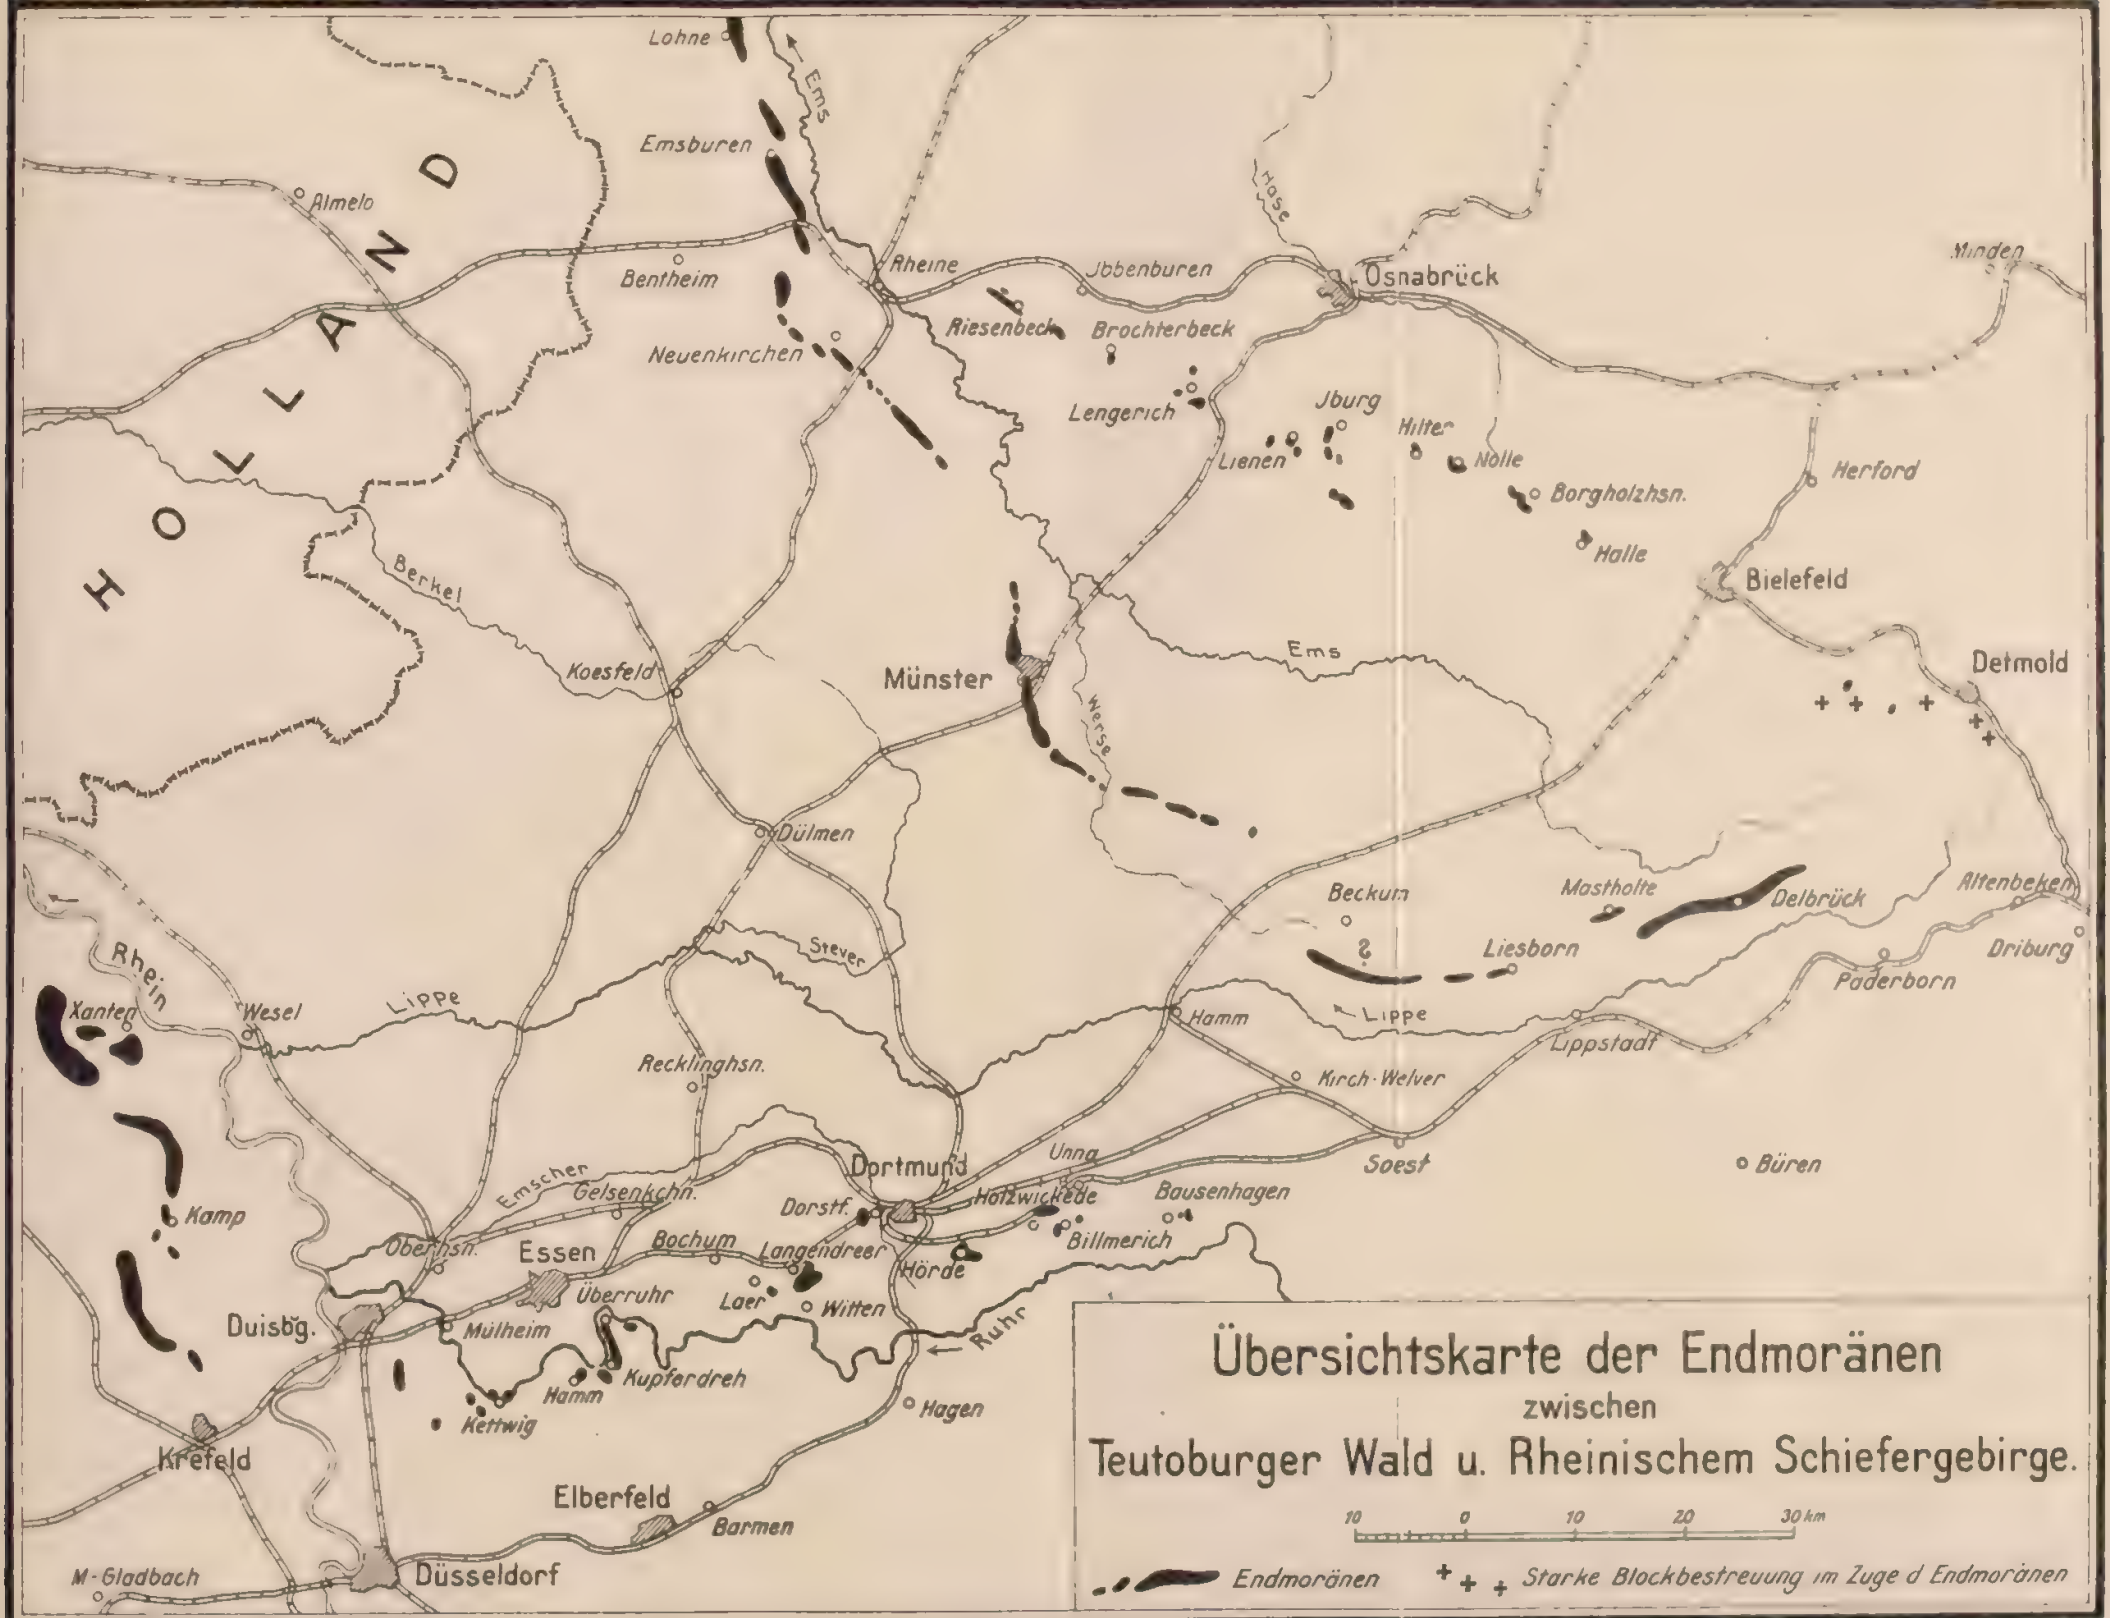 Lohne
Ems
Emsburen
Almelo
Hase
HOLLAND
Bentheim
Rheine
Jbbenburen
Osnabrück
Minden
Riesenbeck
Brochterbeck
Neuenkirchen
Lengerich
Jburg
Hilter
Lienen
Nolle
Herford
Borgholzhsn.
Halle
Berkel
Bielefeld
Koesfeld
Münster
Ems
Detmold
Werse
Dülmen
Beckum
Mastholte
Delbrück
Altenbeken
?
Stever
Liesborn
Driburg
Rhein
Paderborn
Xanten
Wesel
Lippe
Hamm
Lippe
Lippstadt
Recklinghsn.
Kirch-Welver
Unna
Dortmund
Soest
Büren
Emscher
Gelsenkchn.
Holzwickede
Bausenhagen
Dorstf.
Kamp
Oberhsn.
Essen
Bochum
Langendreer
Billmerich
Hörde
Überruhr
Laer
Witten
Duisbg.
Mülheim
Ruhr
Hamm
Kupferdreh
Kettwig
Hagen
Krefeld
Elberfeld
Barmen
M-Gladbach
Düsseldorf
Übersichtskarte der Endmoränen
zwischen
Teutoburger Wald u. Rheinischem Schiefergebirge.
10 0 10 20 30 km
Endmoränen
Starke Blockbestreuung im Zuge d Endmoränen